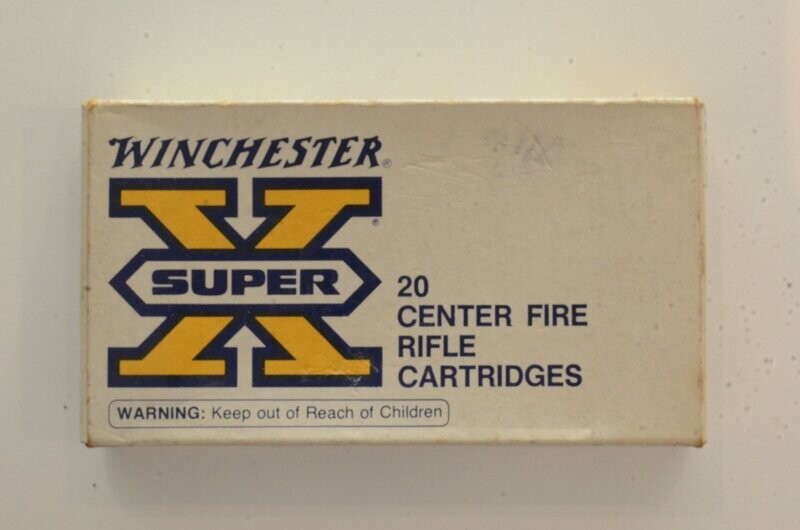 WINCHESTER®
X®
SUPER
20
CENTER FIRE
RIFLE
CARTRIDGES
WARNING: Keep out of Reach of Children